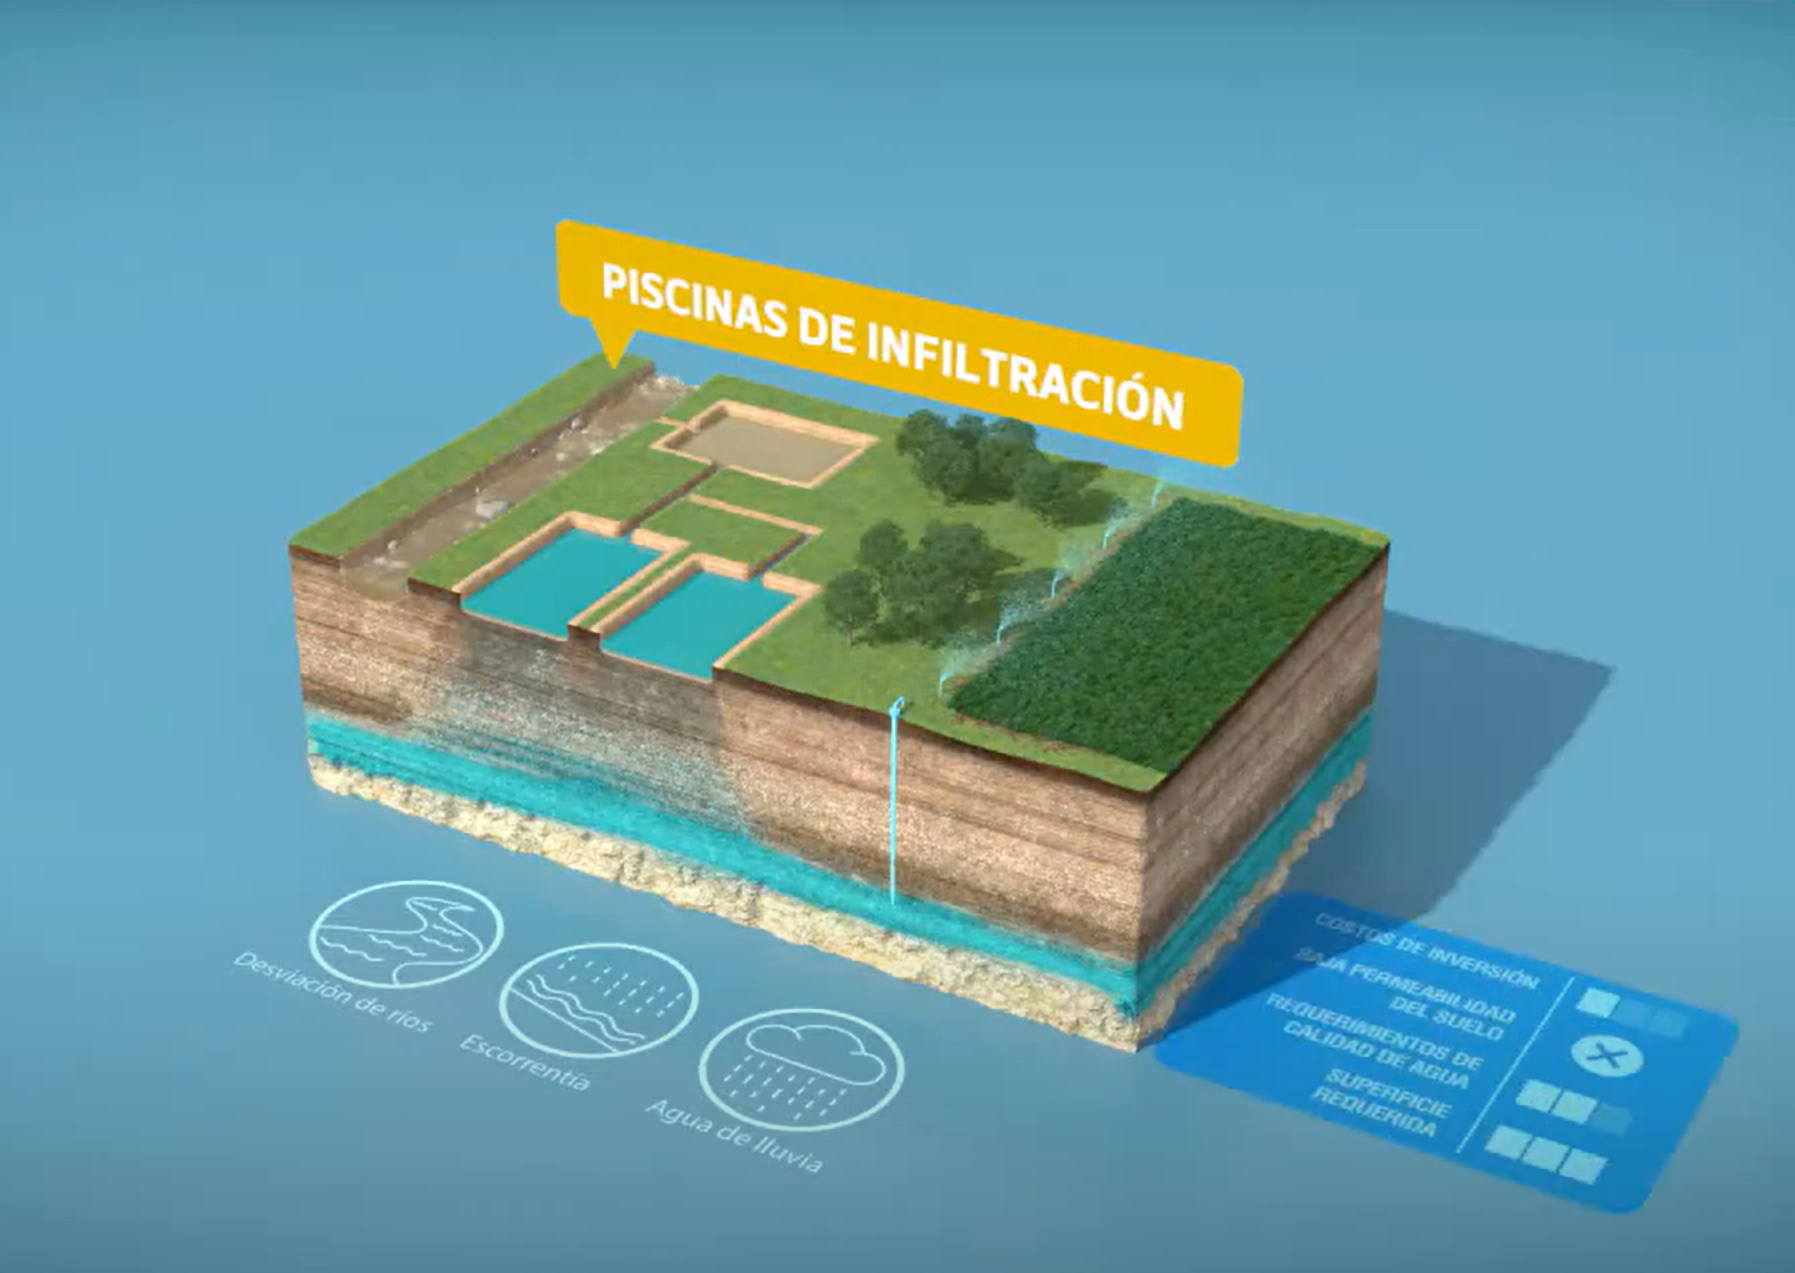 PISCINAS DE INFILTRACIÓN
Desviación de ríos
Escorrentía
Agua de lluvia
COSTOS DE INVERSIÓN
BAJA PERMEABILIDAD
DEL SUELO
REQUERIMIENTOS DE
CALIDAD DE AGUA
SUPERFICIE
REQUERIDA